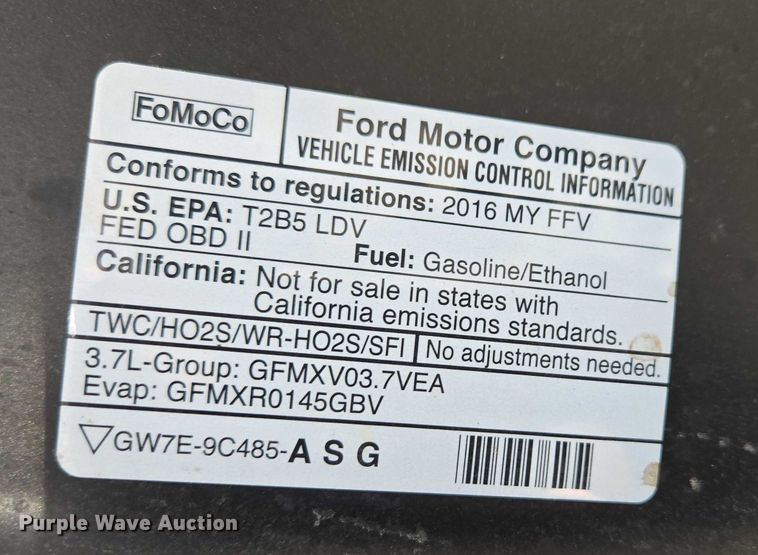 FoMoCo
Ford Motor Company
VEHICLE EMISSION CONTROL INFORMATION
Conforms to regulations: 2016 MY FFV
U.S. EPA: T2B5 LDV
FED OBD II
Fuel: Gasoline/Ethanol
California: Not for sale in states with
California emissions standards.
TWC/HO2S/WR-HO2S/SFI No adjustments needed.
3.7L-Group: GFMXV03.7VEA
Evap: GFMXR0145GBV
GW7E-9C485-A S G
Purple Wave Auction